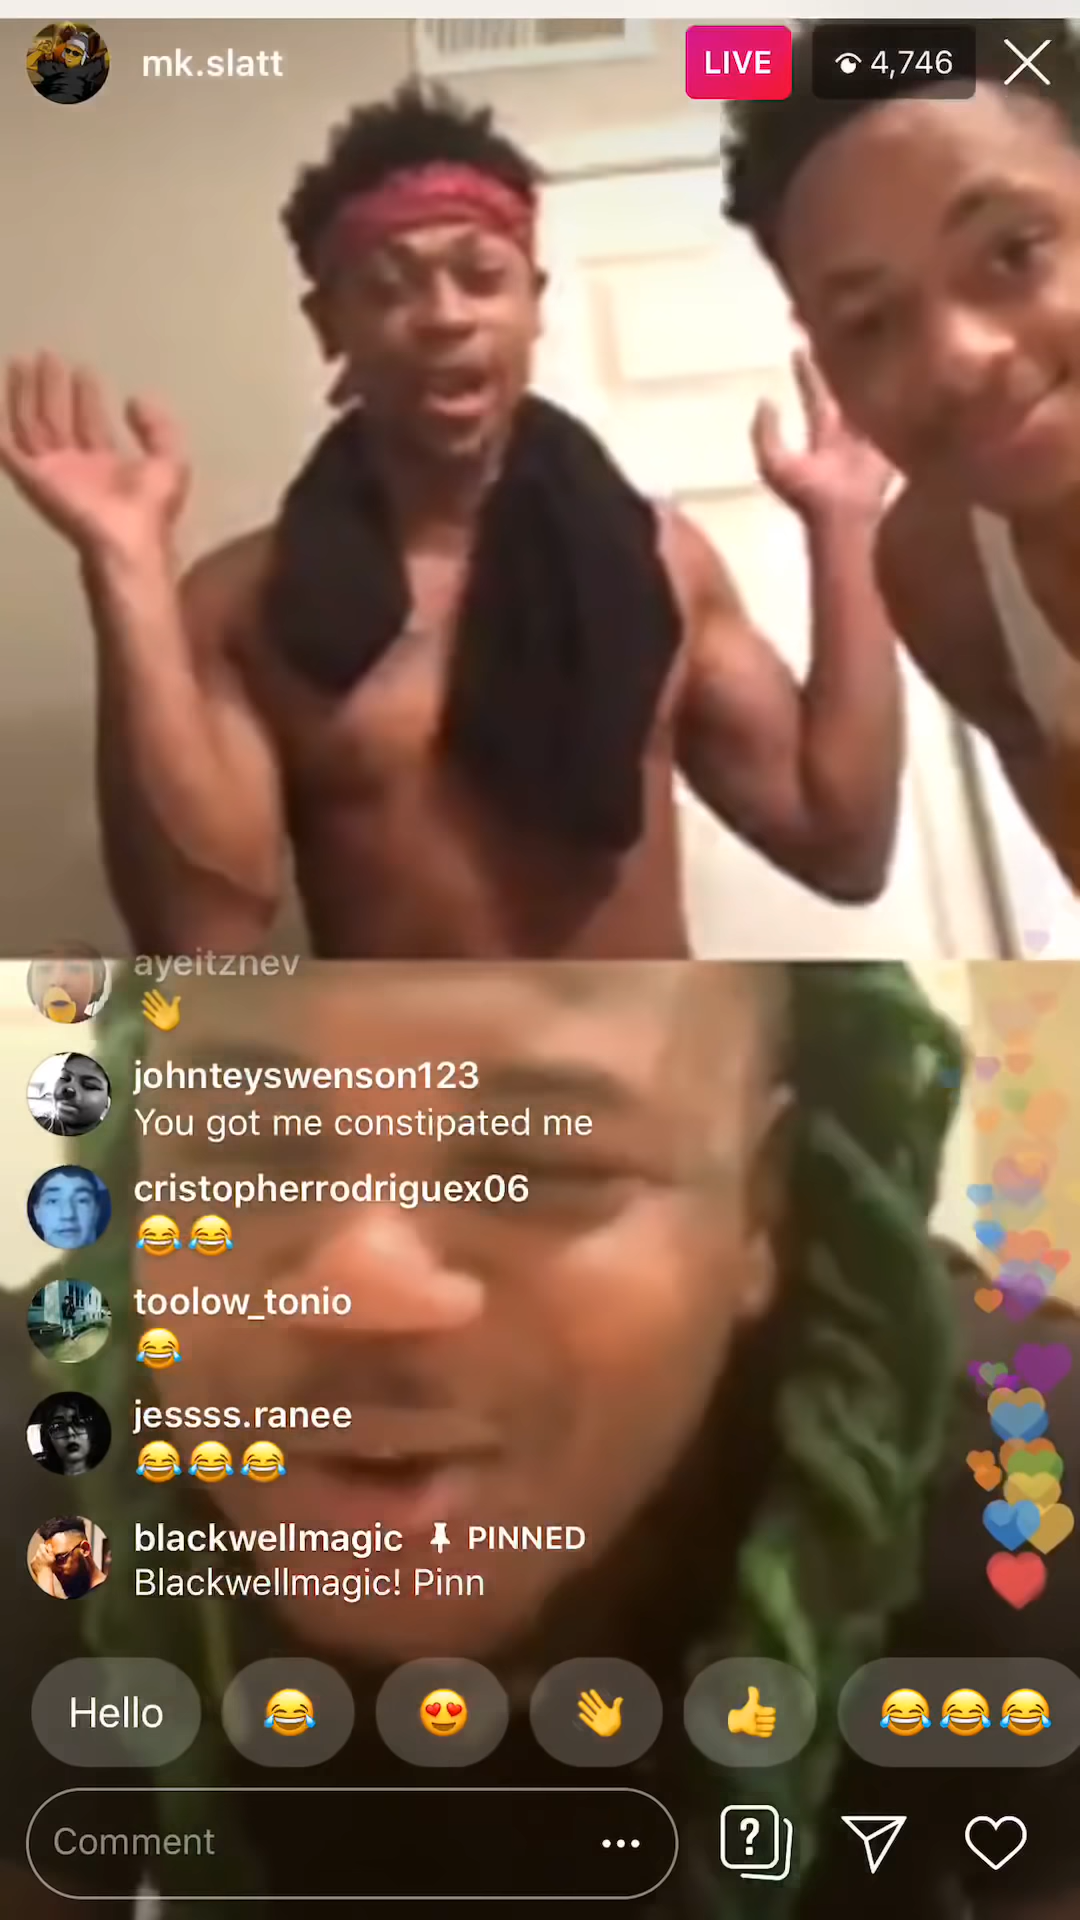 mk.slatt
LIVE
4,746
ayeitznev
👋
johnteyswenson123
You got me constipated me
cristopherrodriguex06
😂😂
toolow_tonio
😂
jessss.ranee
😂😂😂
blackwellmagic PINNED
Blackwellmagic! Pinn
Hello 😂 😍 👋 👍 😂😂😂
Comment ...
?